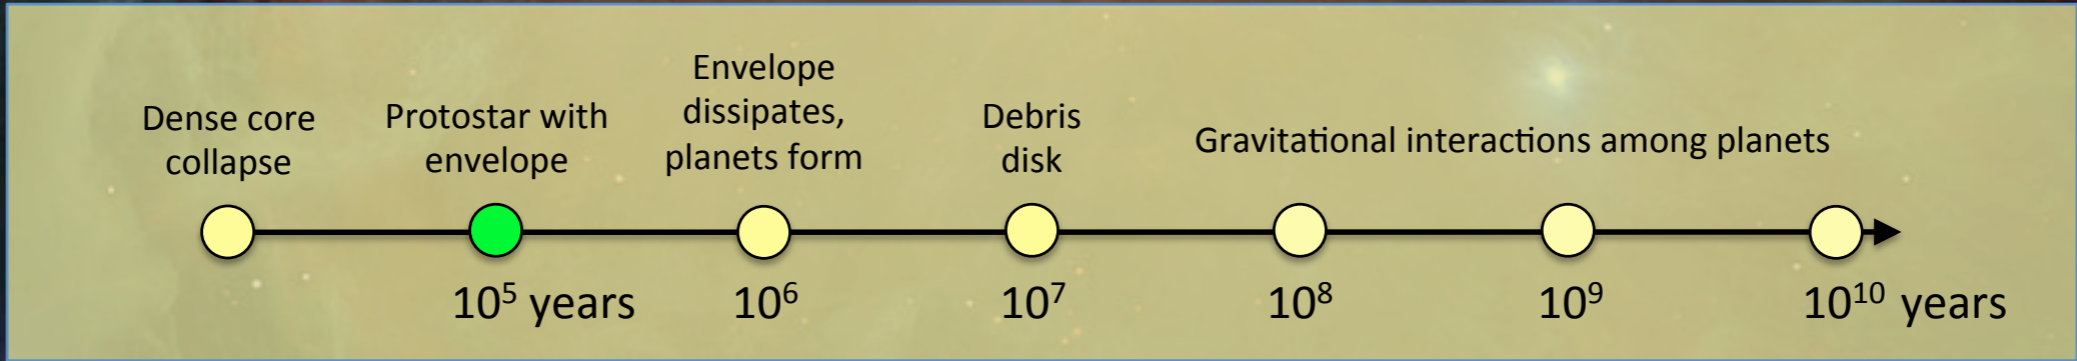 Dense core
collapse
Protostar with
envelope
Envelope
dissipates,
planets form
Debris
disk
Gravitational interactions among planets
10⁵ years
10⁶
10⁷
10⁸
10⁹
10¹⁰ years